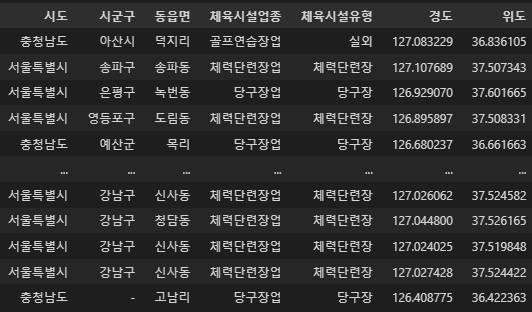 시도 시군구 동읍면 체육시설업종 체육시설유형 경도 위도
충청남도 아산시 덕지리 골프연습장업 실외 127.083229 36.836105
서울특별시 송파구 송파동 체력단련장업 체력단련장 127.107689 37.507343
서울특별시 은평구 녹번동 당구장업 당구장 126.929070 37.601665
서울특별시 영등포구 도림동 체력단련장업 체력단련장 126.895897 37.508331
충청남도 예산군 목리 당구장업 당구장 126.680237 36.661663
... ... ... ... ... ... ...
서울특별시 강남구 신사동 체력단련장업 체력단련장 127.026062 37.524582
서울특별시 강남구 청담동 체력단련장업 체력단련장 127.044800 37.526165
서울특별시 강남구 신사동 체력단련장업 체력단련장 127.024025 37.519848
서울특별시 강남구 신사동 체력단련장업 체력단련장 127.027428 37.524422
충청남도 - 고남리 당구장업 당구장 126.408775 36.422363